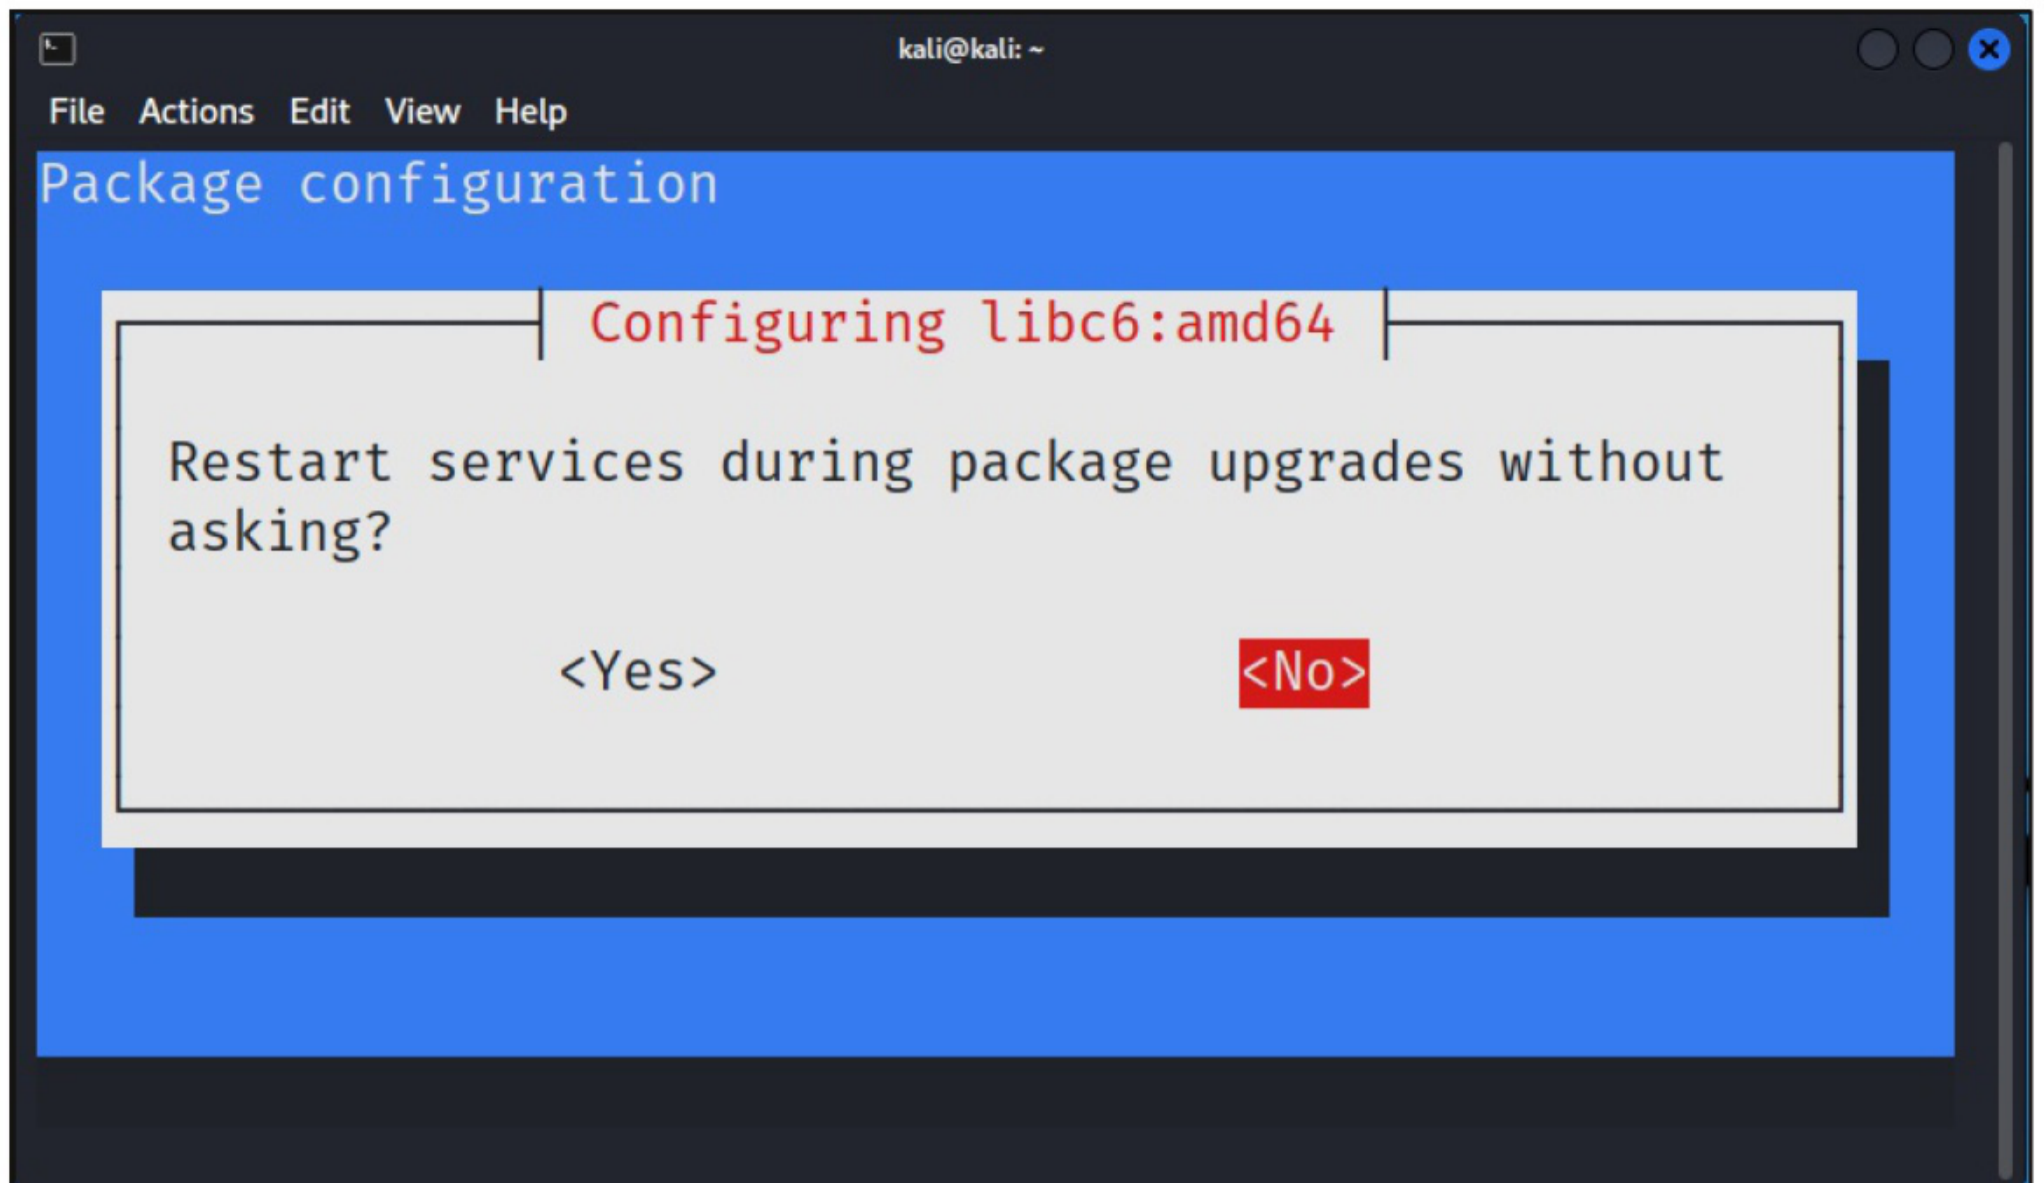 kali@kali: ~
File Actions Edit View Help
Package configuration
Configuring libc6:amd64
Restart services during package upgrades without
asking?
<Yes> <No>